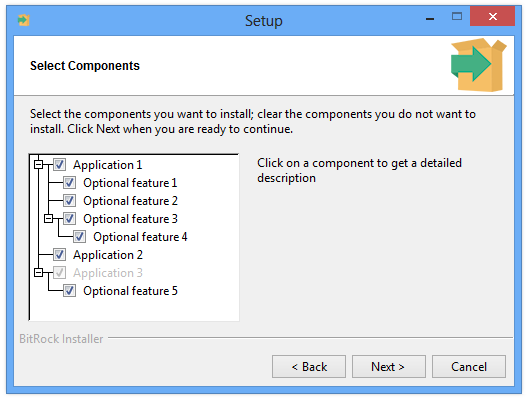 Setup
Select Components
Select the components you want to install; clear the components you do not want to
install. Click Next when you are ready to continue.
Application 1
Optional feature 1
Optional feature 2
Optional feature 3
Optional feature 4
Application 2
Application 3
Optional feature 5
Click on a component to get a detailed
description
BitRock Installer
< Back
Next >
Cancel